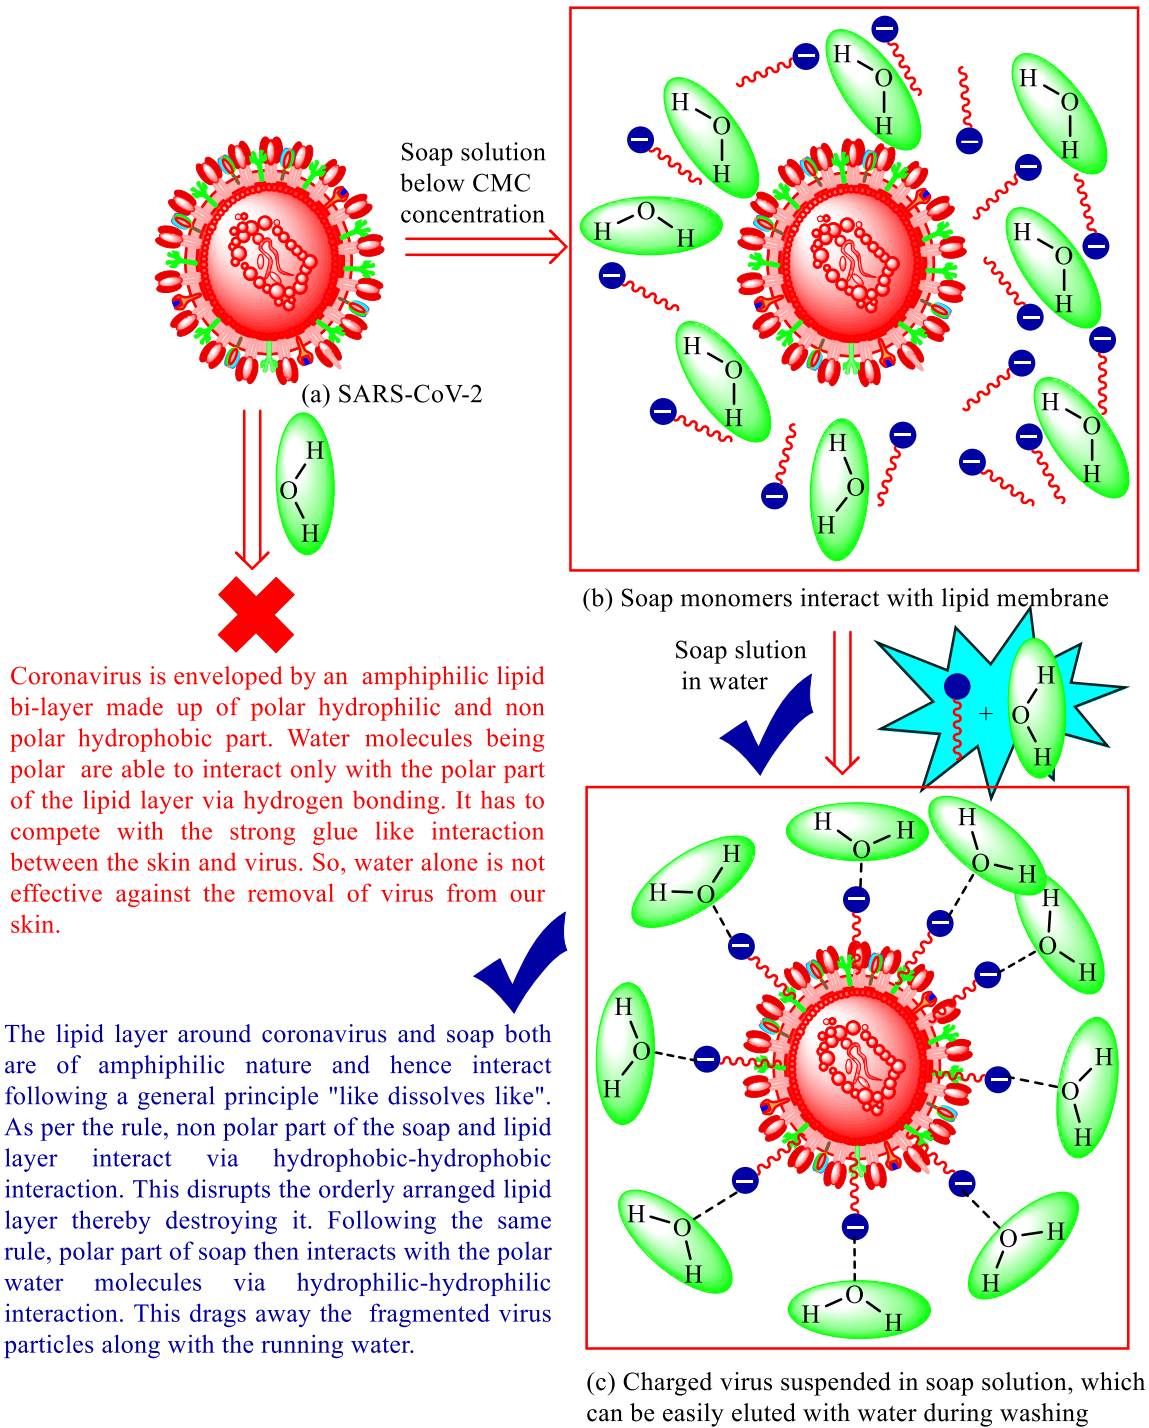 Soap solution
below CMC
concentration
(a) SARS-CoV-2
H
O
H
H
O
H
H
O
H
H
O
H
H
O
H
H
O
H
H
O
H
H
O
H
H
O
H
(b) Soap monomers interact with lipid membrane
Soap slution
in water
H
O
H
+
Coronavirus is enveloped by an amphiphilic lipid
bi-layer made up of polar hydrophilic and non
polar hydrophobic part. Water molecules being
polar are able to interact only with the polar part
of the lipid layer via hydrogen bonding. It has to
compete with the strong glue like interaction
between the skin and virus. So, water alone is not
effective against the removal of virus from our
skin.
The lipid layer around coronavirus and soap both
are of amphiphilic nature and hence interact
following a general principle "like dissolves like".
As per the rule, non polar part of the soap and lipid
layer interact via hydrophobic-hydrophobic
interaction. This disrupts the orderly arranged lipid
layer thereby destroying it. Following the same
rule, polar part of soap then interacts with the polar
water molecules via hydrophilic-hydrophilic
interaction. This drags away the fragmented virus
particles along with the running water.
H
O
H
H
O
H
H
O
H
H
O
H
H
O
H
H
O
H
H
O
H
H
O
H
H
O
H
(c) Charged virus suspended in soap solution, which
can be easily eluted with water during washing